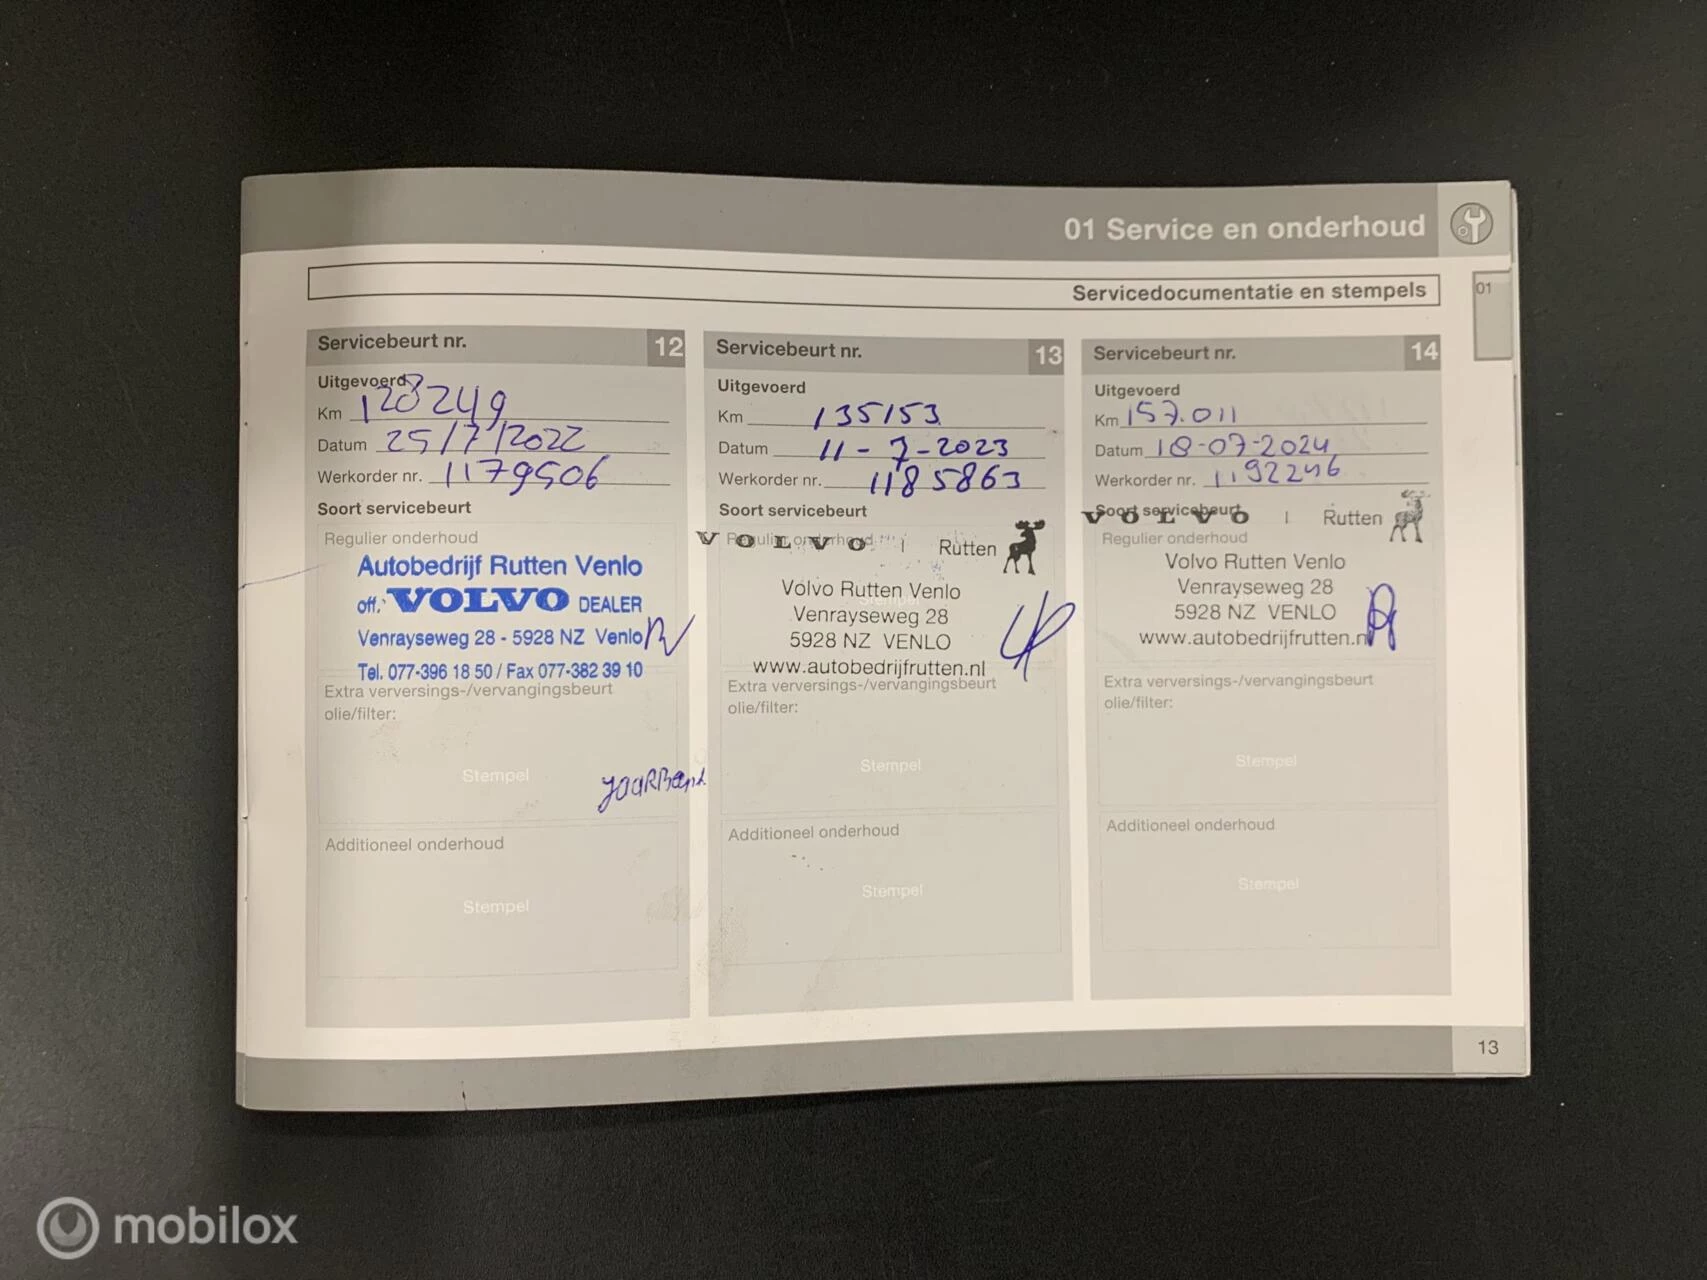 01 Service en onderhoud
Servicedocumentatie en stempels
01
Servicebeurt nr. 12
Uitgevoerd
Km 128249
Datum 25/7/2022
Werkorder nr. 1179506
Soort servicebeurt
Regulier onderhoud
Autobedrijf Rutten Venlo
off. VOLVO DEALER
Venrayseweg 28 - 5928 NZ Venlo
Tel. 077-396 18 50 / Fax 077-382 39 10
Extra verversings-/vervangingsbeurt
olie/filter:
Stempel
Additioneel onderhoud
Stempel
Servicebeurt nr. 13
Uitgevoerd
Km 135153
Datum 11-7-2023
Werkorder nr. 1185863
Soort servicebeurt
Regulier onderhoud
VOLVO | Rutten
Volvo Rutten Venlo
Venrayseweg 28
5928 NZ VENLO
www.autobedrijfrutten.nl
Extra verversings-/vervangingsbeurt
olie/filter:
Stempel
Additioneel onderhoud
Stempel
Servicebeurt nr. 14
Uitgevoerd
Km 157.011
Datum 18-07-2024
Werkorder nr. 1192246
Soort servicebeurt
VOLVO | Rutten
Regulier onderhoud
Volvo Rutten Venlo
Venrayseweg 28
5928 NZ VENLO
www.autobedrijfrutten.nl
Extra verversings-/vervangingsbeurt
olie/filter:
Stempel
Additioneel onderhoud
Stempel
13
mobilox